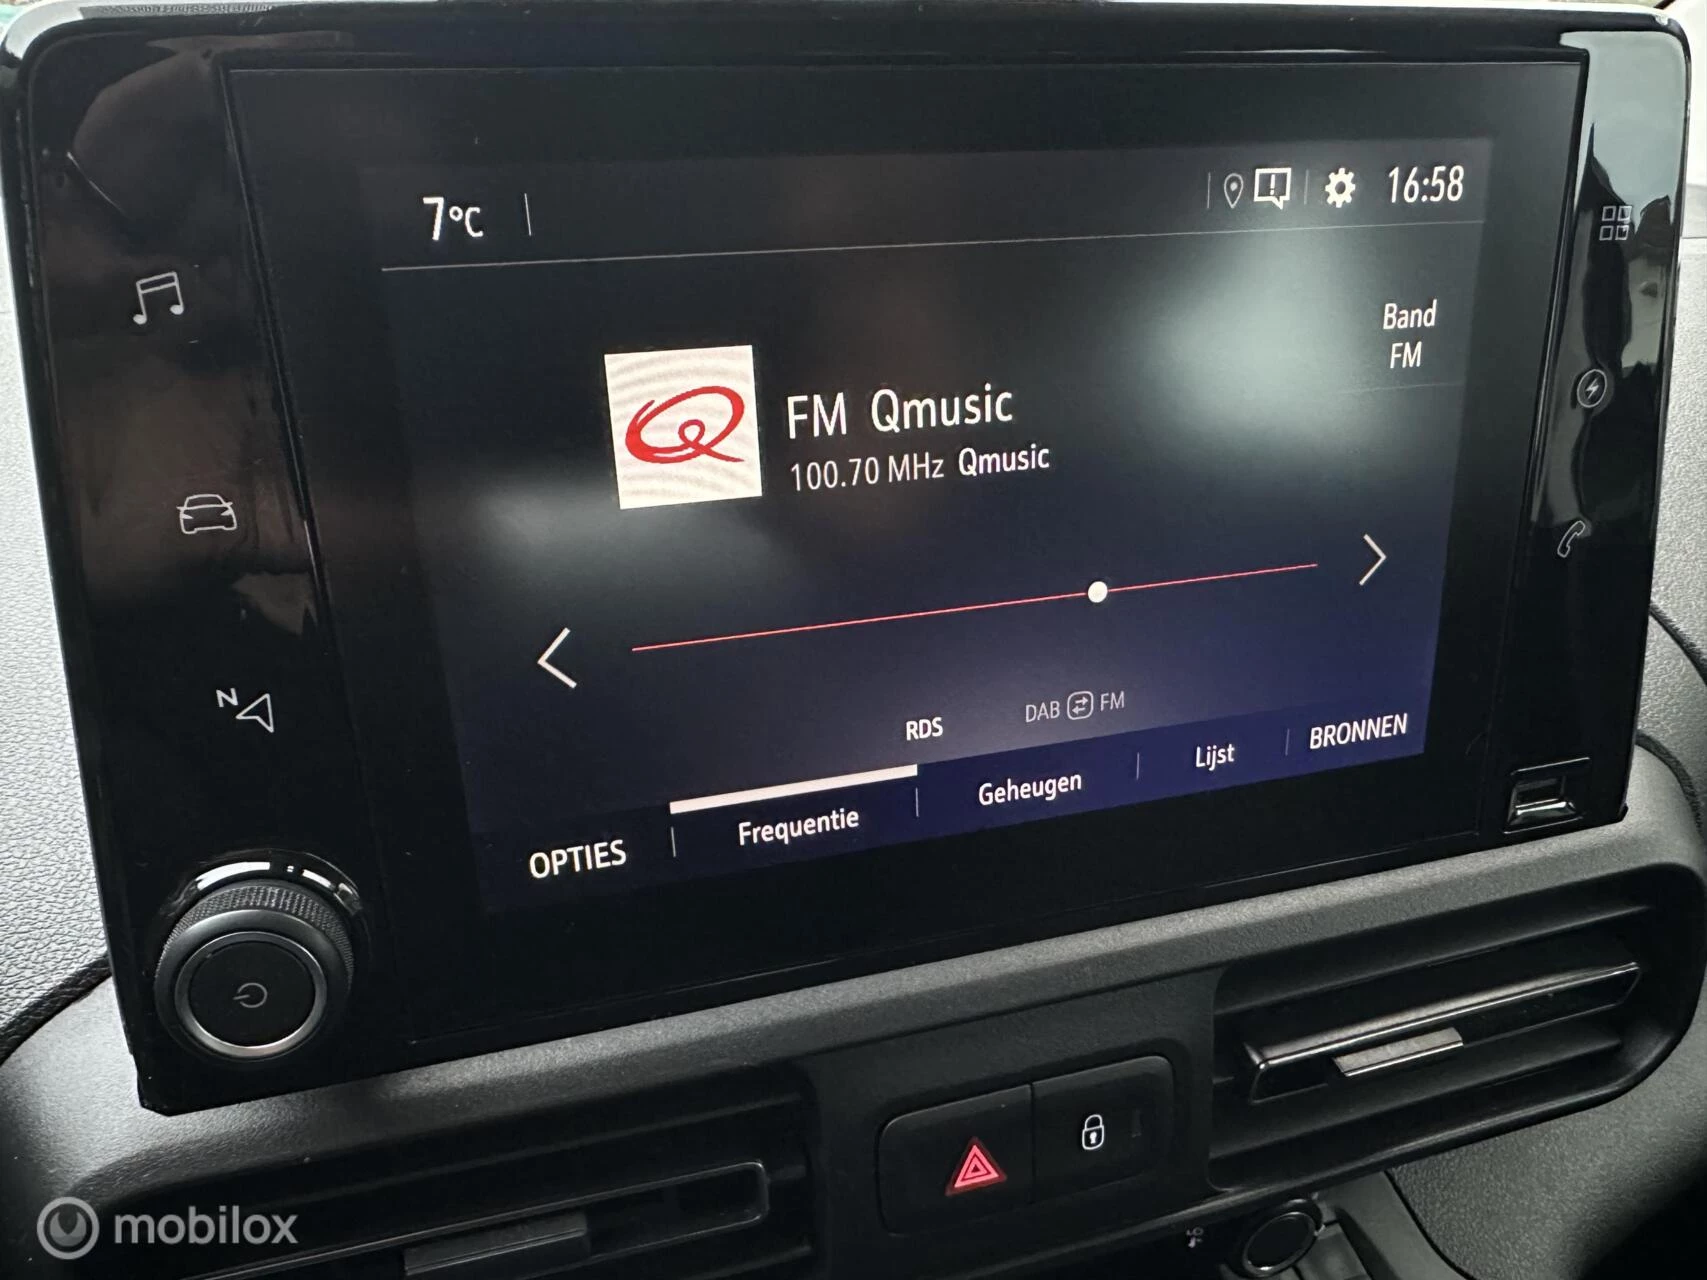 7°C
16:58
Band
FM
FM Qmusic
100.70 MHz Qmusic
N
RDS
DAB FM
OPTIES
Frequentie
Geheugen
Lijst
BRONNEN
mobilox